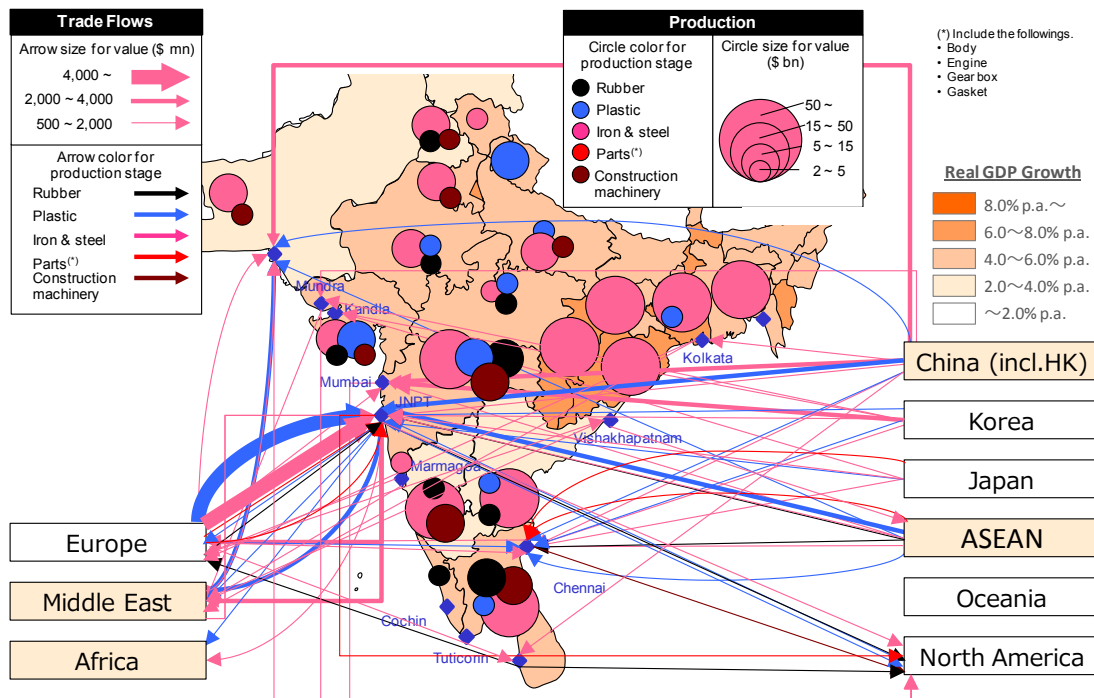 Trade Flows
Arrow size for value ($ mn)
4,000 ~
2,000 ~ 4,000
500 ~ 2,000
Arrow color for
production stage
Rubber
Plastic
Iron & steel
Parts(*)
Construction
machinery
Production
Circle color for
production stage
Rubber
Plastic
Iron & steel
Parts(*)
Construction
machinery
Circle size for value
($ bn)
50 ~
15 ~ 50
5 ~ 15
2 ~ 5
(*) Include the followings.
• Body
• Engine
• Gear box
• Gasket
Real GDP Growth
8.0% p.a.～
6.0～8.0% p.a.
4.0～6.0% p.a.
2.0～4.0% p.a.
～2.0% p.a.
Mundra
Kandla
Mumbai
JNPT
Marmagoa
Kolkata
Vishakhapatnam
Chennai
Cochin
Tuticorin
Europe
Middle East
Africa
China (incl.HK)
Korea
Japan
ASEAN
Oceania
North America